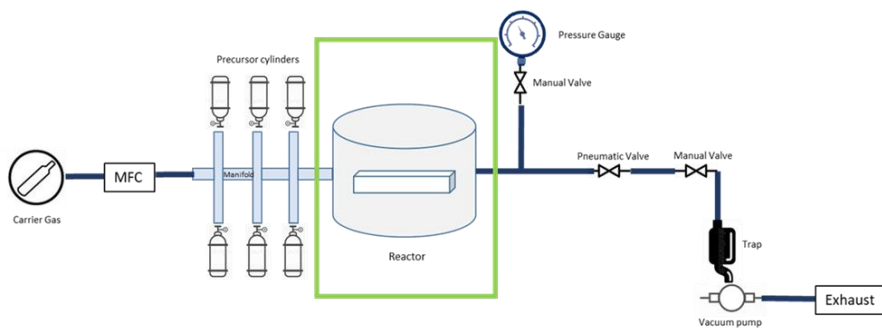 Pressure Gauge
Precursor cylinders
Manual Valve
Pneumatic Valve
Manual Valve
MFC
Manifold
Carrier Gas
Trap
Reactor
Exhaust
Vacuum pump